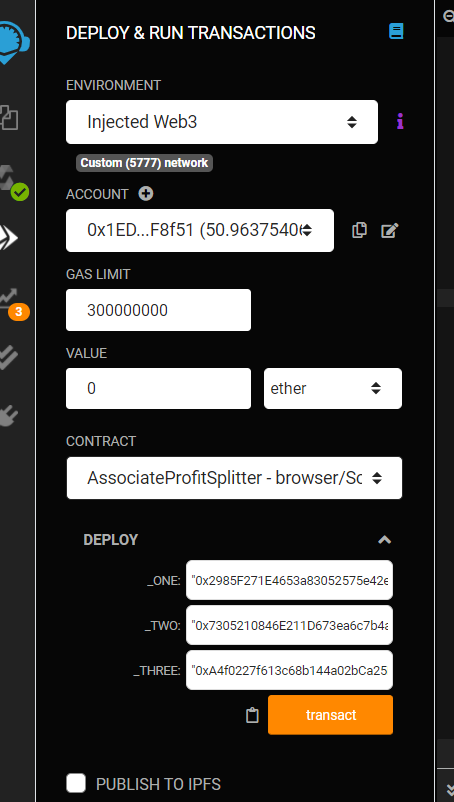 DEPLOY & RUN TRANSACTIONS
ENVIRONMENT
Injected Web3
Custom (5777) network
ACCOUNT
0x1ED...F8f51 (50.96375406
GAS LIMIT
300000000
3
VALUE
0 ether
CONTRACT
AssociateProfitSplitter - browser/Sc
DEPLOY
_ONE: "0x2985F271E4653a83052575e42e
_TWO: "0x7305210846E211D673ea6c7b4a
_THREE: "0xA4f0227f613c68b144a02bCa25
transact
PUBLISH TO IPFS